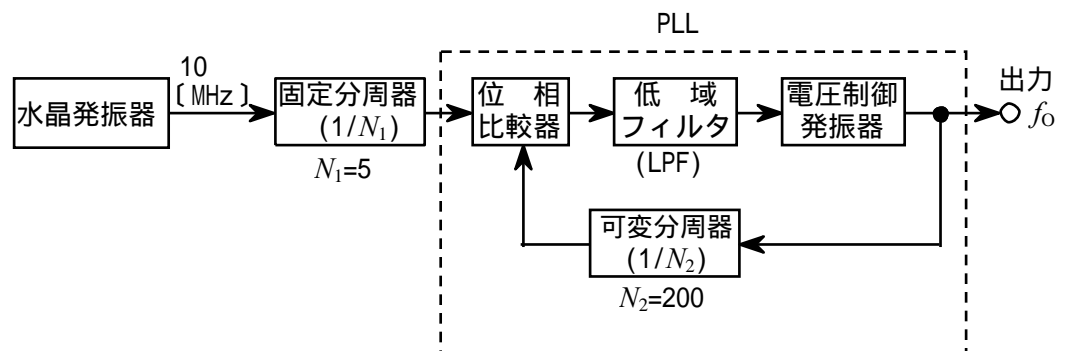 PLL
10
〔MHz〕
水晶発振器
固定分周器
(1/N₁)
N₁=5
位 相
比較器
低 域
フィルタ
(LPF)
電圧制御
発振器
出力
fO
可変分周器
(1/N₂)
N₂=200